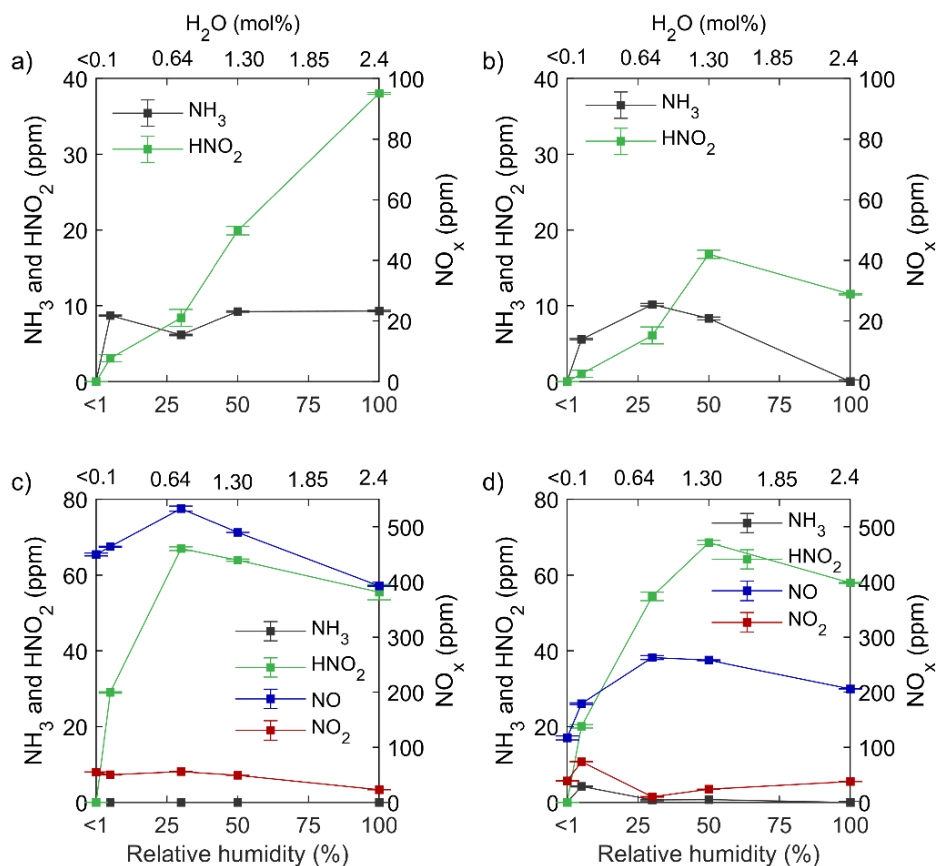 H2O (mol%)
<0.1 0.64 1.30 1.85 2.4
a)
40 30 20 10 0
NH3 and HNO2 (ppm)
NH3
HNO2
100 80 60 40 20 0
NOx (ppm)
<1 25 50 75 100
H2O (mol%)
<0.1 0.64 1.30 1.85 2.4
b)
40 30 20 10 0
NH3 and HNO2 (ppm)
NH3
HNO2
100 80 60 40 20 0
NOx (ppm)
<1 25 50 75 100
<0.1 0.64 1.30 1.85 2.4
c)
80 60 40 20 0
NH3 and HNO2 (ppm)
NH3
HNO2
NO
NO2
500 400 300 200 100 0
NOx (ppm)
<1 25 50 75 100
Relative humidity (%)
<0.1 0.64 1.30 1.85 2.4
d)
80 60 40 20 0
NH3 and HNO2 (ppm)
NH3
HNO2
NO
NO2
500 400 300 200 100 0
NOx (ppm)
<1 25 50 75 100
Relative humidity (%)